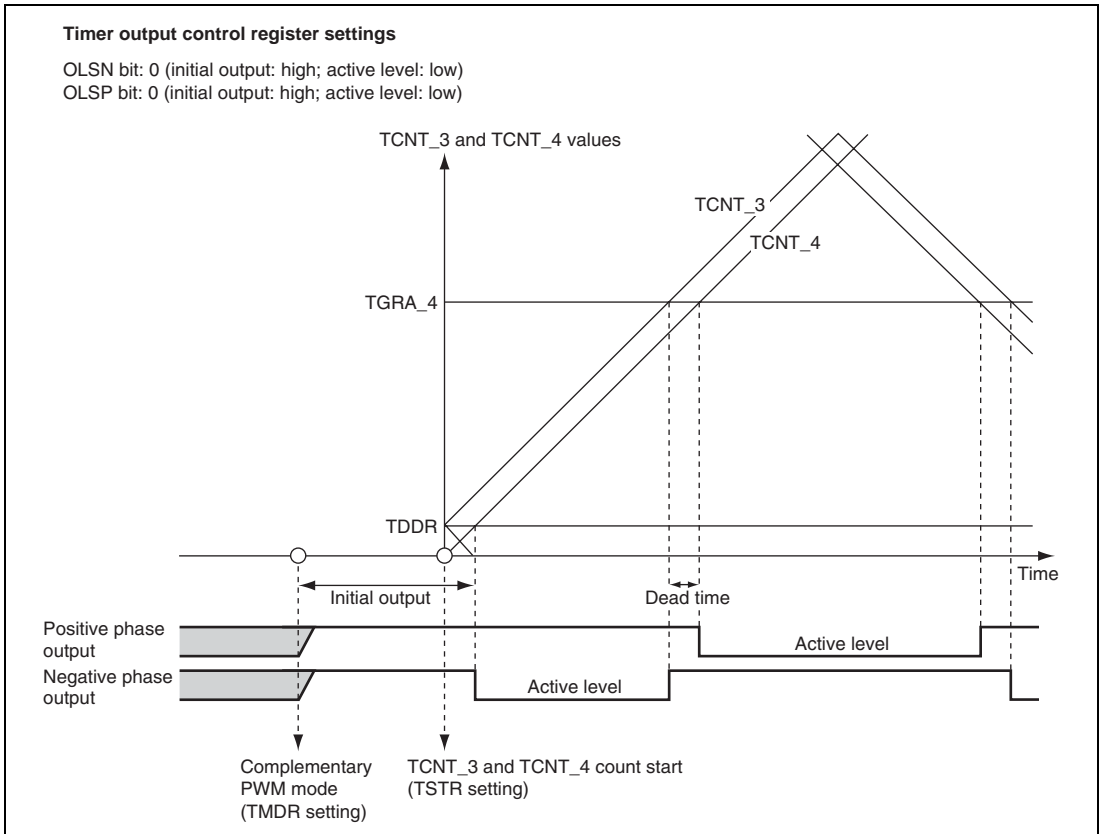 Timer output control register settings
OLSN bit: 0 (initial output: high; active level: low)
OLSP bit: 0 (initial output: high; active level: low)
TCNT_3 and TCNT_4 values
TCNT_3
TCNT_4
TGRA_4
TDDR
Time
Initial output
Dead time
Positive phase
output
Active level
Negative phase
output
Active level
Complementary
PWM mode
(TMDR setting)
TCNT_3 and TCNT_4 count start
(TSTR setting)